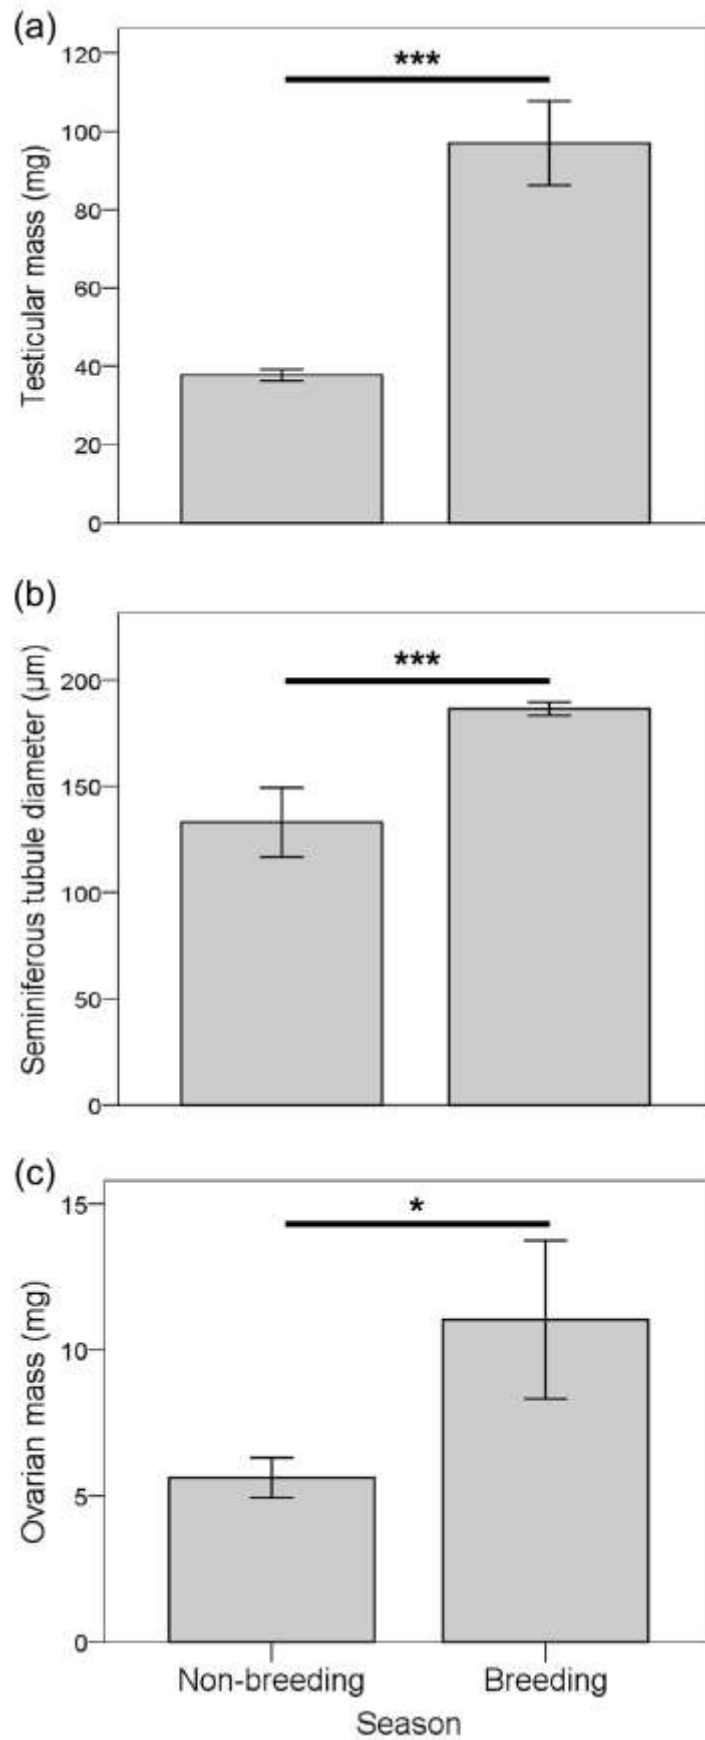 (a)
***
Testicular mass (mg)
120
100
80
60
40
20
0
(b)
***
Seminiferous tubule diameter (µm)
200
150
100
50
0
(c)
*
Ovarian mass (mg)
15
10
5
0
Non-breeding Breeding
Season